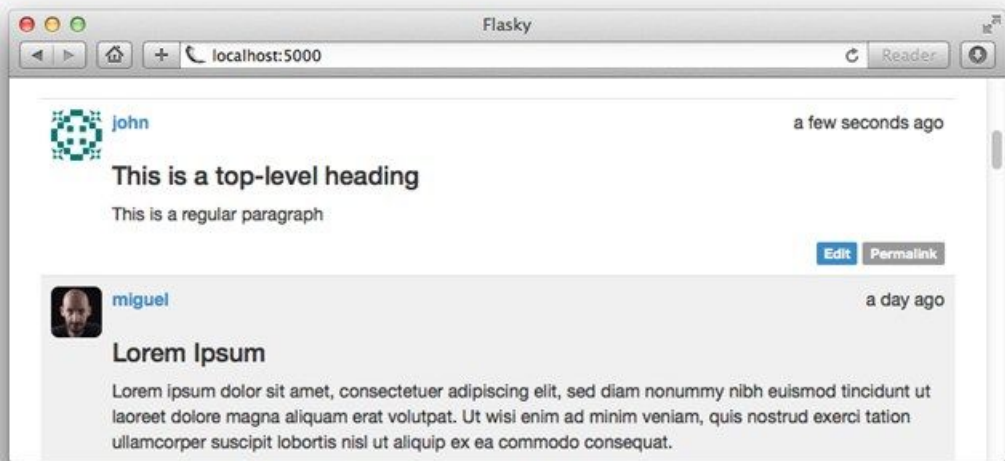 Flasky
localhost:5000
Reader
john
a few seconds ago
This is a top-level heading
This is a regular paragraph
Edit
Permalink
miguel
a day ago
Lorem Ipsum
Lorem ipsum dolor sit amet, consectetuer adipiscing elit, sed diam nonummy nibh euismod tincidunt ut
laoreet dolore magna aliquam erat volutpat. Ut wisi enim ad minim veniam, quis nostrud exerci tation
ullamcorper suscipit lobortis nisl ut aliquip ex ea commodo consequat.